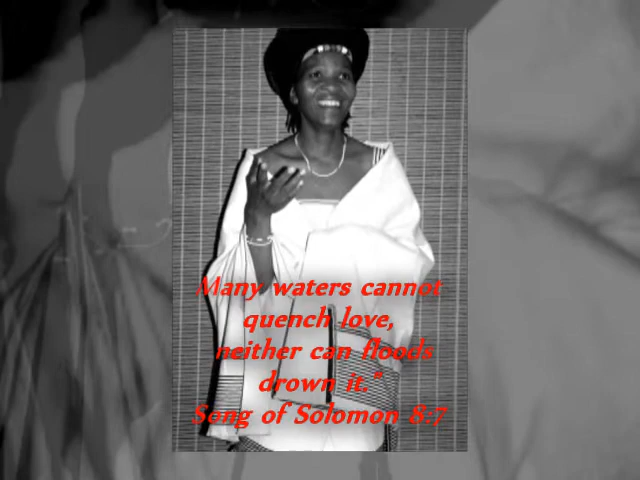 Many waters cannot
quench love,
neither can floods
drown it."
Song of Solomon 8:7